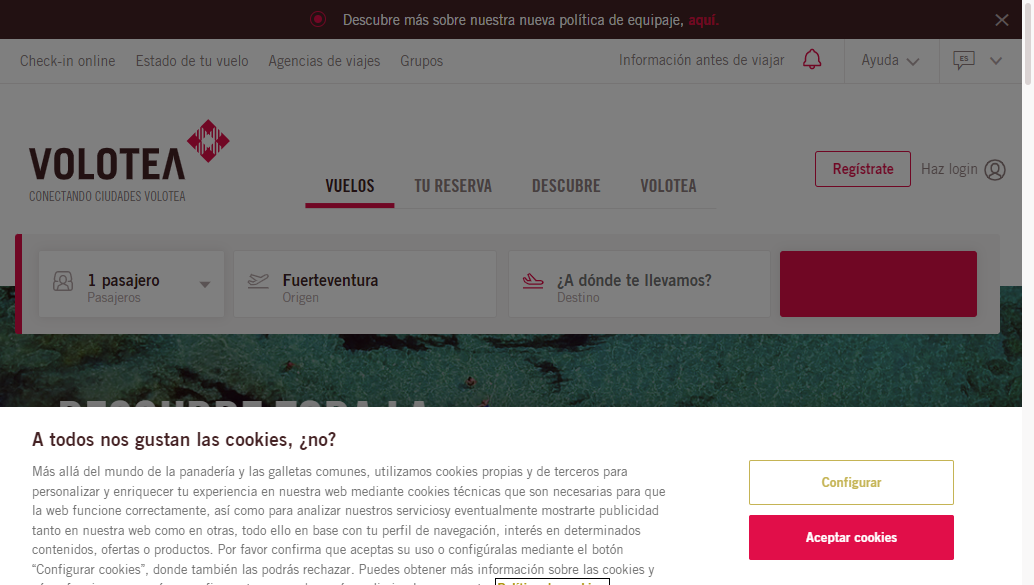 Descubre más sobre nuestra nueva política de equipaje, aquí.
Check-in online Estado de tu vuelo Agencias de viajes Grupos Información antes de viajar Ayuda ES
VOLOTEA
CONECTANDO CIUDADES VOLOTEA
VUELOS TU RESERVA DESCUBRE VOLOTEA
Regístrate Haz login
1 pasajero
Pasajeros
Fuerteventura
Origen
¿A dónde te llevamos?
Destino
DESCUBRE TODA LA
A todos nos gustan las cookies, ¿no?
Más allá del mundo de la panadería y las galletas comunes, utilizamos cookies propias y de terceros para
personalizar y enriquecer tu experiencia en nuestra web mediante cookies técnicas que son necesarias para que
la web funcione correctamente, así como para analizar nuestros serviciosy eventualmente mostrarte publicidad
tanto en nuestra web como en otras, todo ello en base con tu perfil de navegación, interés en determinados
contenidos, ofertas o productos. Por favor confirma que aceptas su uso o configúralas mediante el botón
“Configurar cookies”, donde también las podrás rechazar. Puedes obtener más información sobre las cookies y
Configurar
Aceptar cookies